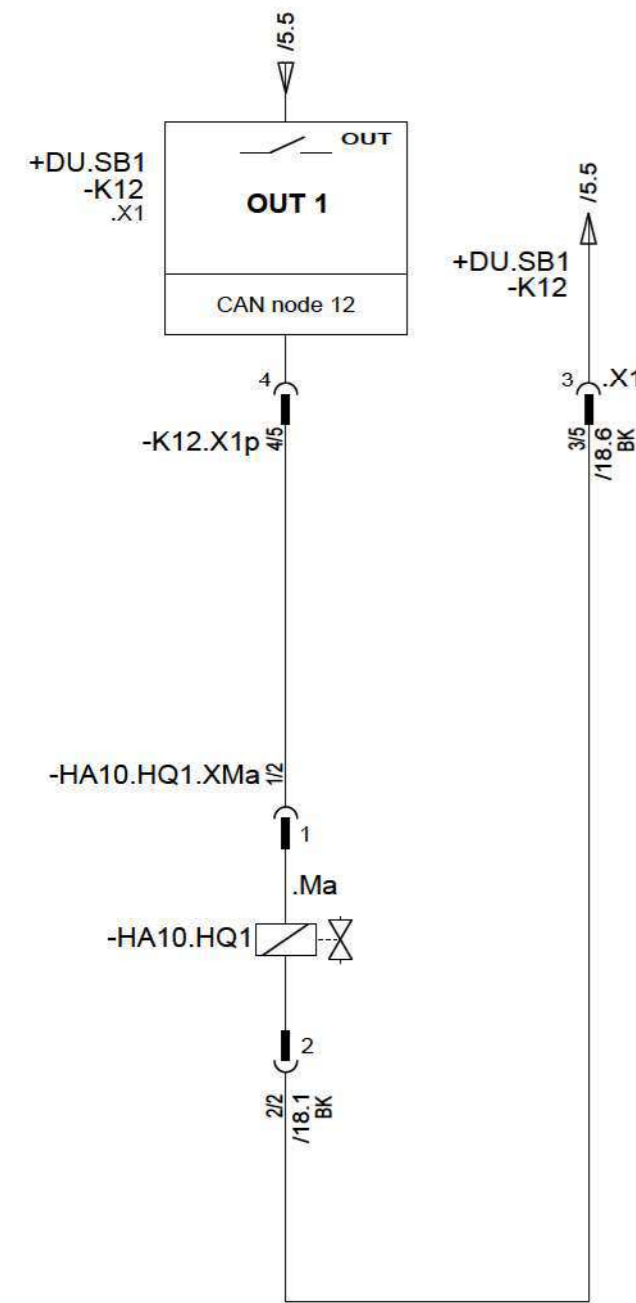 /5.5
OUT
+DU.SB1
-K12
.X1
OUT 1
CAN node 12
4
-K12.X1p
4/5
/5.5
+DU.SB1
-K12
3
.X1
3/5
/18.6
BK
-HA10.HQ1.XMa
1/2
1
.Ma
-HA10.HQ1
2
2/2
/18.1
BK